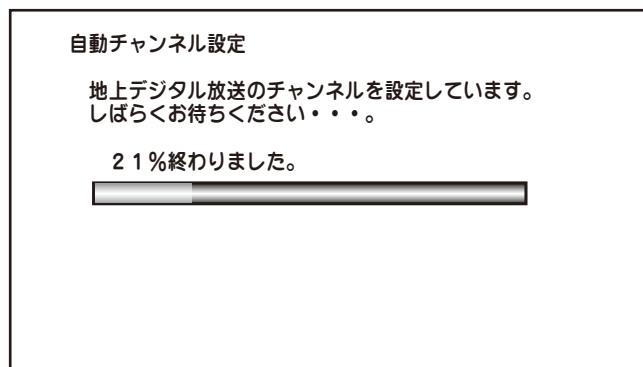 自動チャンネル設定
地上デジタル放送のチャンネルを設定しています。
しばらくお待ちください・・・。
２１％終わりました。